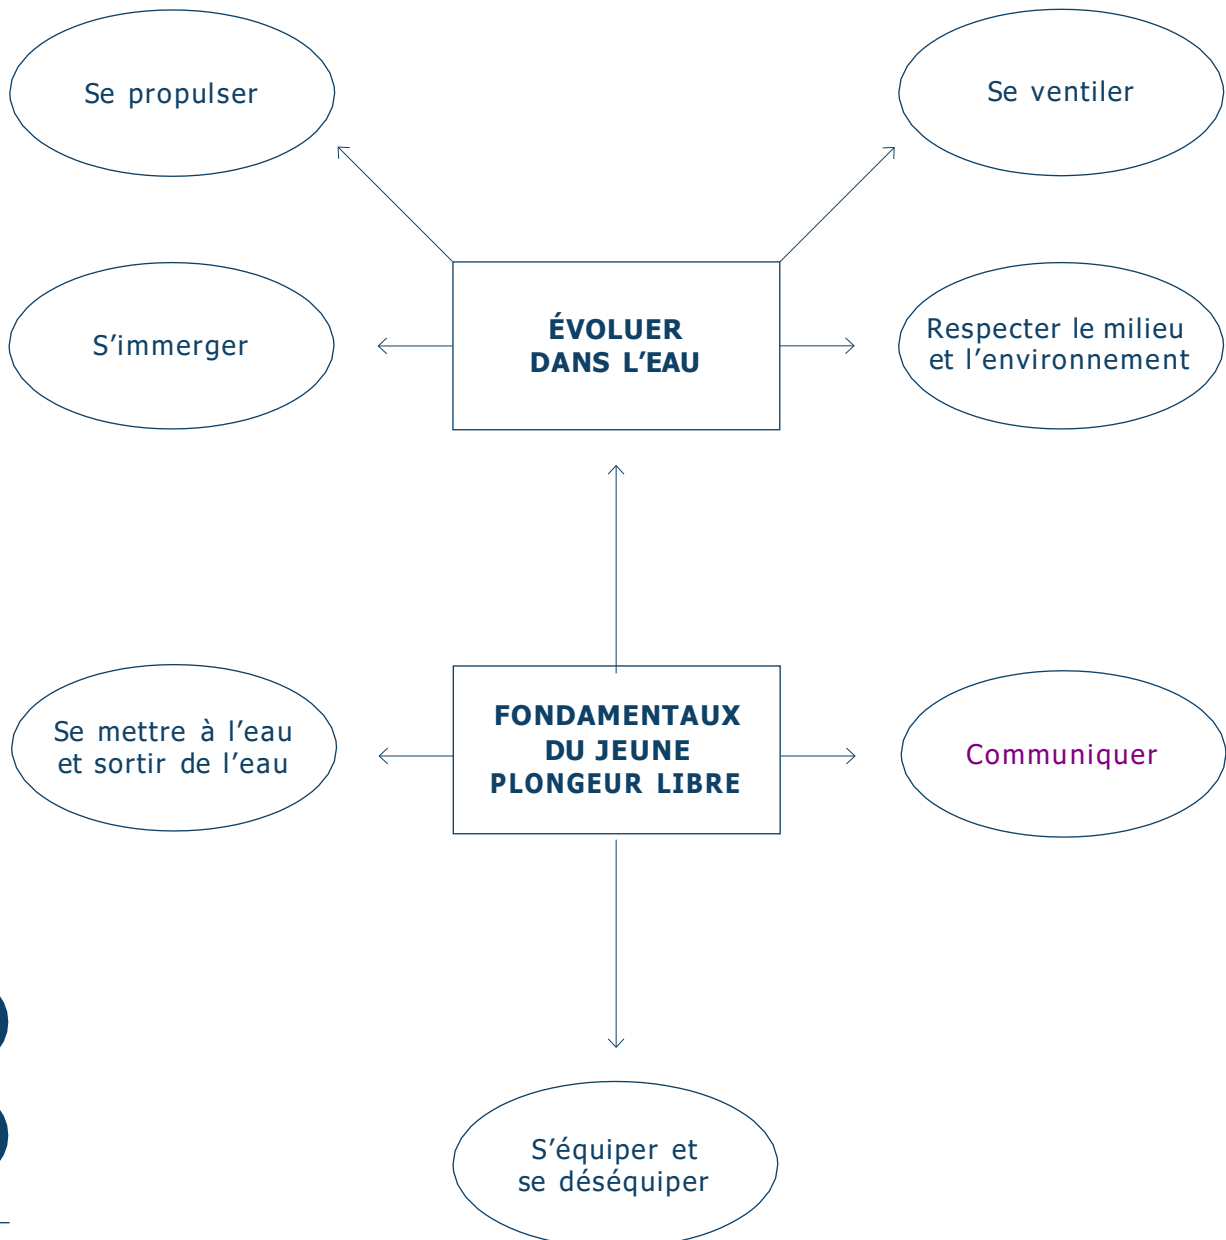 Se propulser
Se ventiler
S’immerger
ÉVOLUER
DANS L’EAU
Respecter le milieu
et l’environnement
Se mettre à l’eau
et sortir de l’eau
FONDAMENTAUX
DU JEUNE
PLONGEUR LIBRE
Communiquer
S’équiper et
se déséquiper